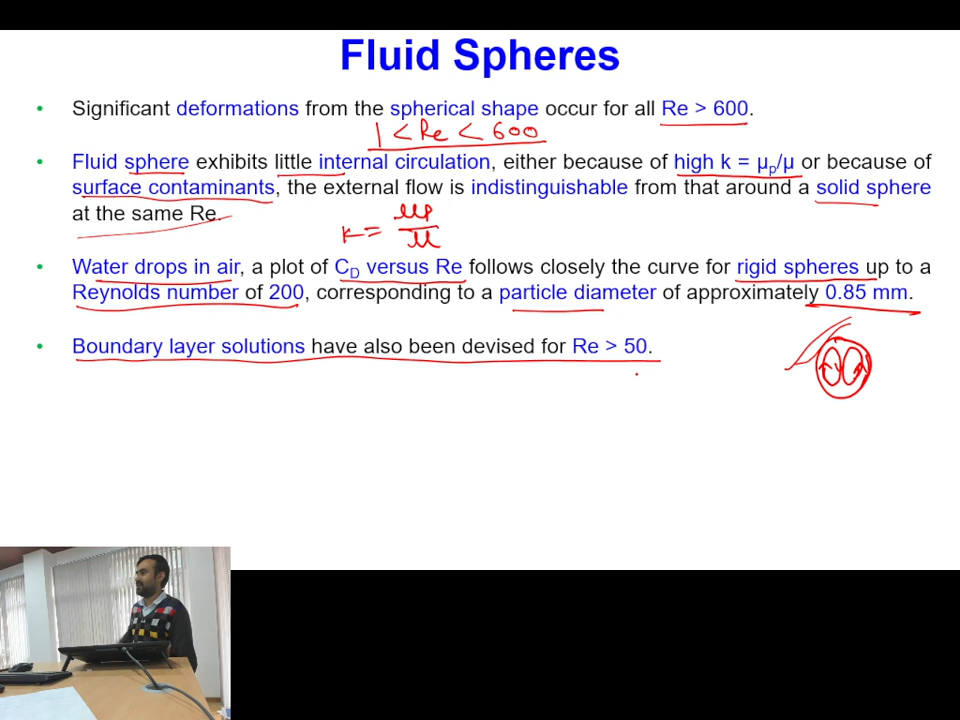 Fluid Spheres
• Significant deformations from the spherical shape occur for all Re > 600.
1 < Re < 600
• Fluid sphere exhibits little internal circulation, either because of high k = μp/μ or because of
surface contaminants, the external flow is indistinguishable from that around a solid sphere
at the same Re.
k = μp/μ
• Water drops in air, a plot of CD versus Re follows closely the curve for rigid spheres up to a
Reynolds number of 200, corresponding to a particle diameter of approximately 0.85 mm.
• Boundary layer solutions have also been devised for Re > 50.